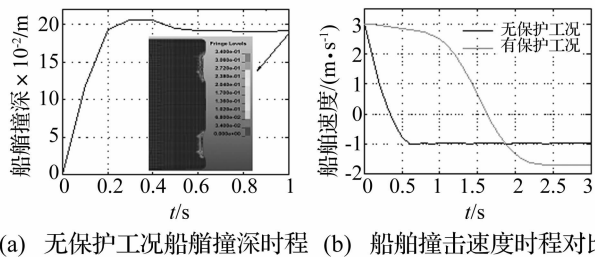 船艏撞深×10⁻²/m
20
15
10
5
0
0 0.2 0.4 0.6 0.8 1
t/s
Fringe Levels
(a) 无保护工况船艏撞深时程
船舶速度/(m·s⁻¹)
3
2
1
0
-1
-2
0 0.5 1 1.5 2 2.5 3
t/s
无保护工况
有保护工况
(b) 船舶撞击速度时程对比